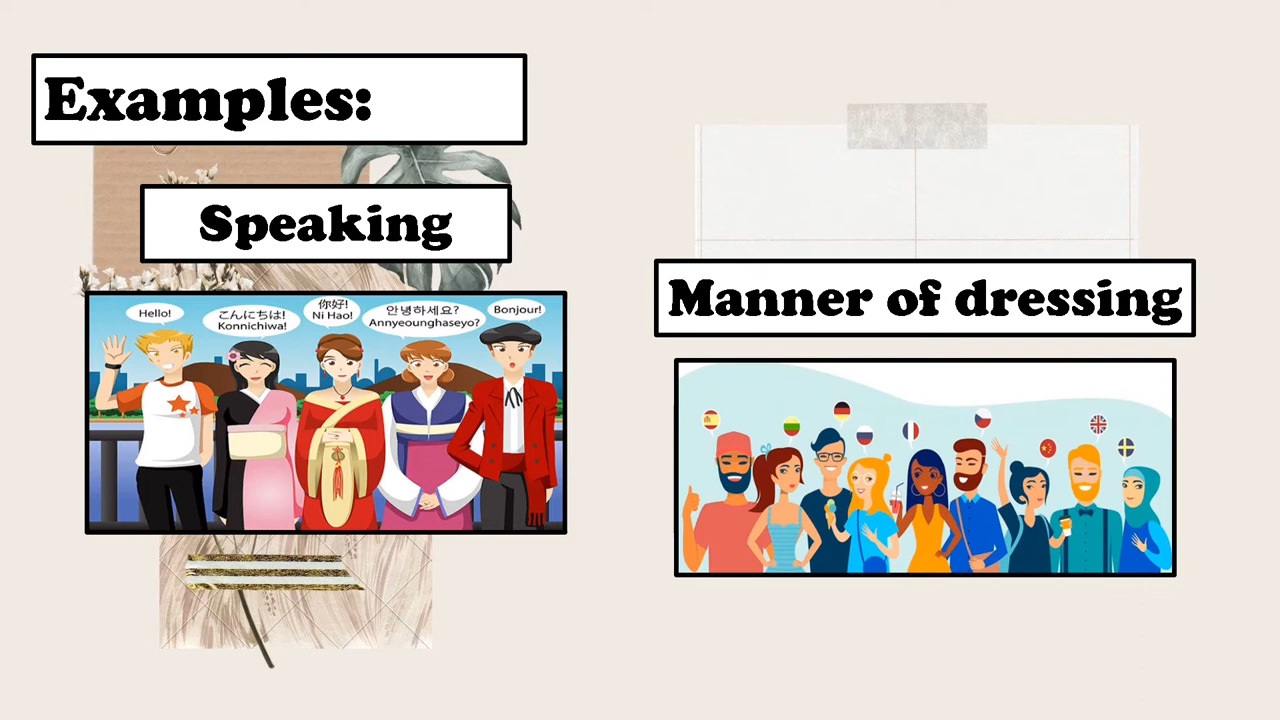 Examples:
Speaking
Hello!
こんにちは!
Konnichiwa!
你好!
Ni Hao!
안녕하세요?
Annyeounghaseyo?
Bonjour!
Manner of dressing